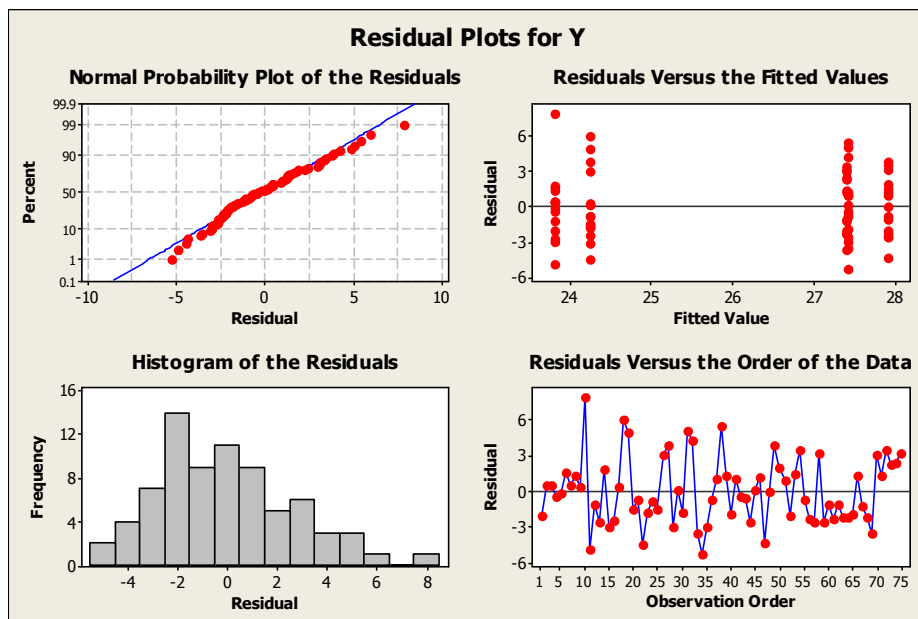 Residual Plots for Y
Normal Probability Plot of the Residuals
99.9
99
90
50
10
1
0.1
Percent
-10 -5 0 5 10
Residual
Residuals Versus the Fitted Values
6
3
0
-3
-6
Residual
24 25 26 27 28
Fitted Value
Histogram of the Residuals
16
12
8
4
0
Frequency
-4 -2 0 2 4 6 8
Residual
Residuals Versus the Order of the Data
6
3
0
-3
-6
Residual
1 5 10 15 20 25 30 35 40 45 50 55 60 65 70 75
Observation Order